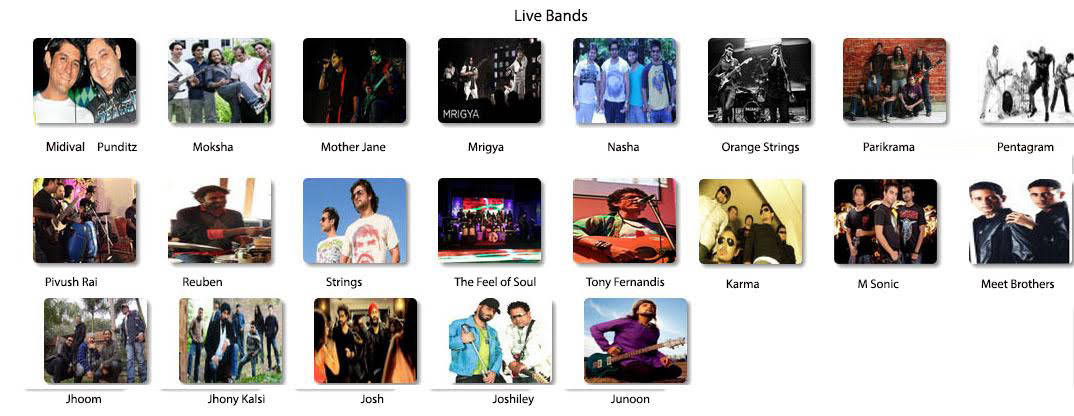 Live Bands
MRIGYA
Midival Punditz Moksha Mother Jane Mrigya Nasha Orange Strings Parikrama Pentagram
Pivush Rai Reuben Strings The Feel of Soul Tony Fernandis Karma M Sonic Meet Brothers
Jhoom Jhony Kalsi Josh Joshiley Junoon